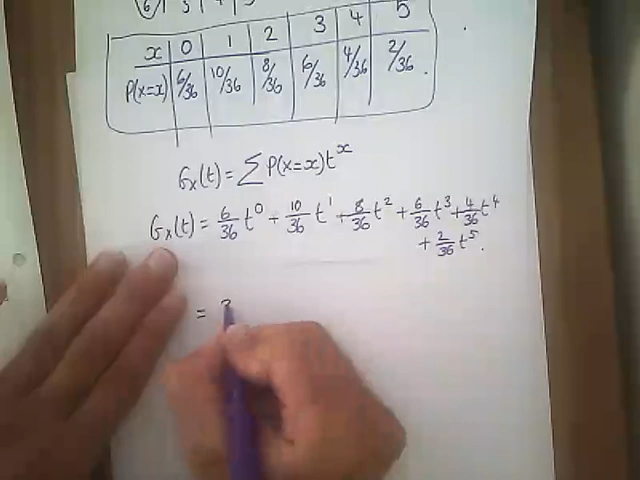 x 0 1 2 3 4 5
P(x=x) 6/36 10/36 8/36 6/36 4/36 2/36 .
Gx(t) = ∑ P(x=x)t^x
Gx(t) = 6/36 t^0 + 10/36 t^1 + 8/36 t^2 + 6/36 t^3 + 4/36 t^4
+ 2/36 t^5.
=